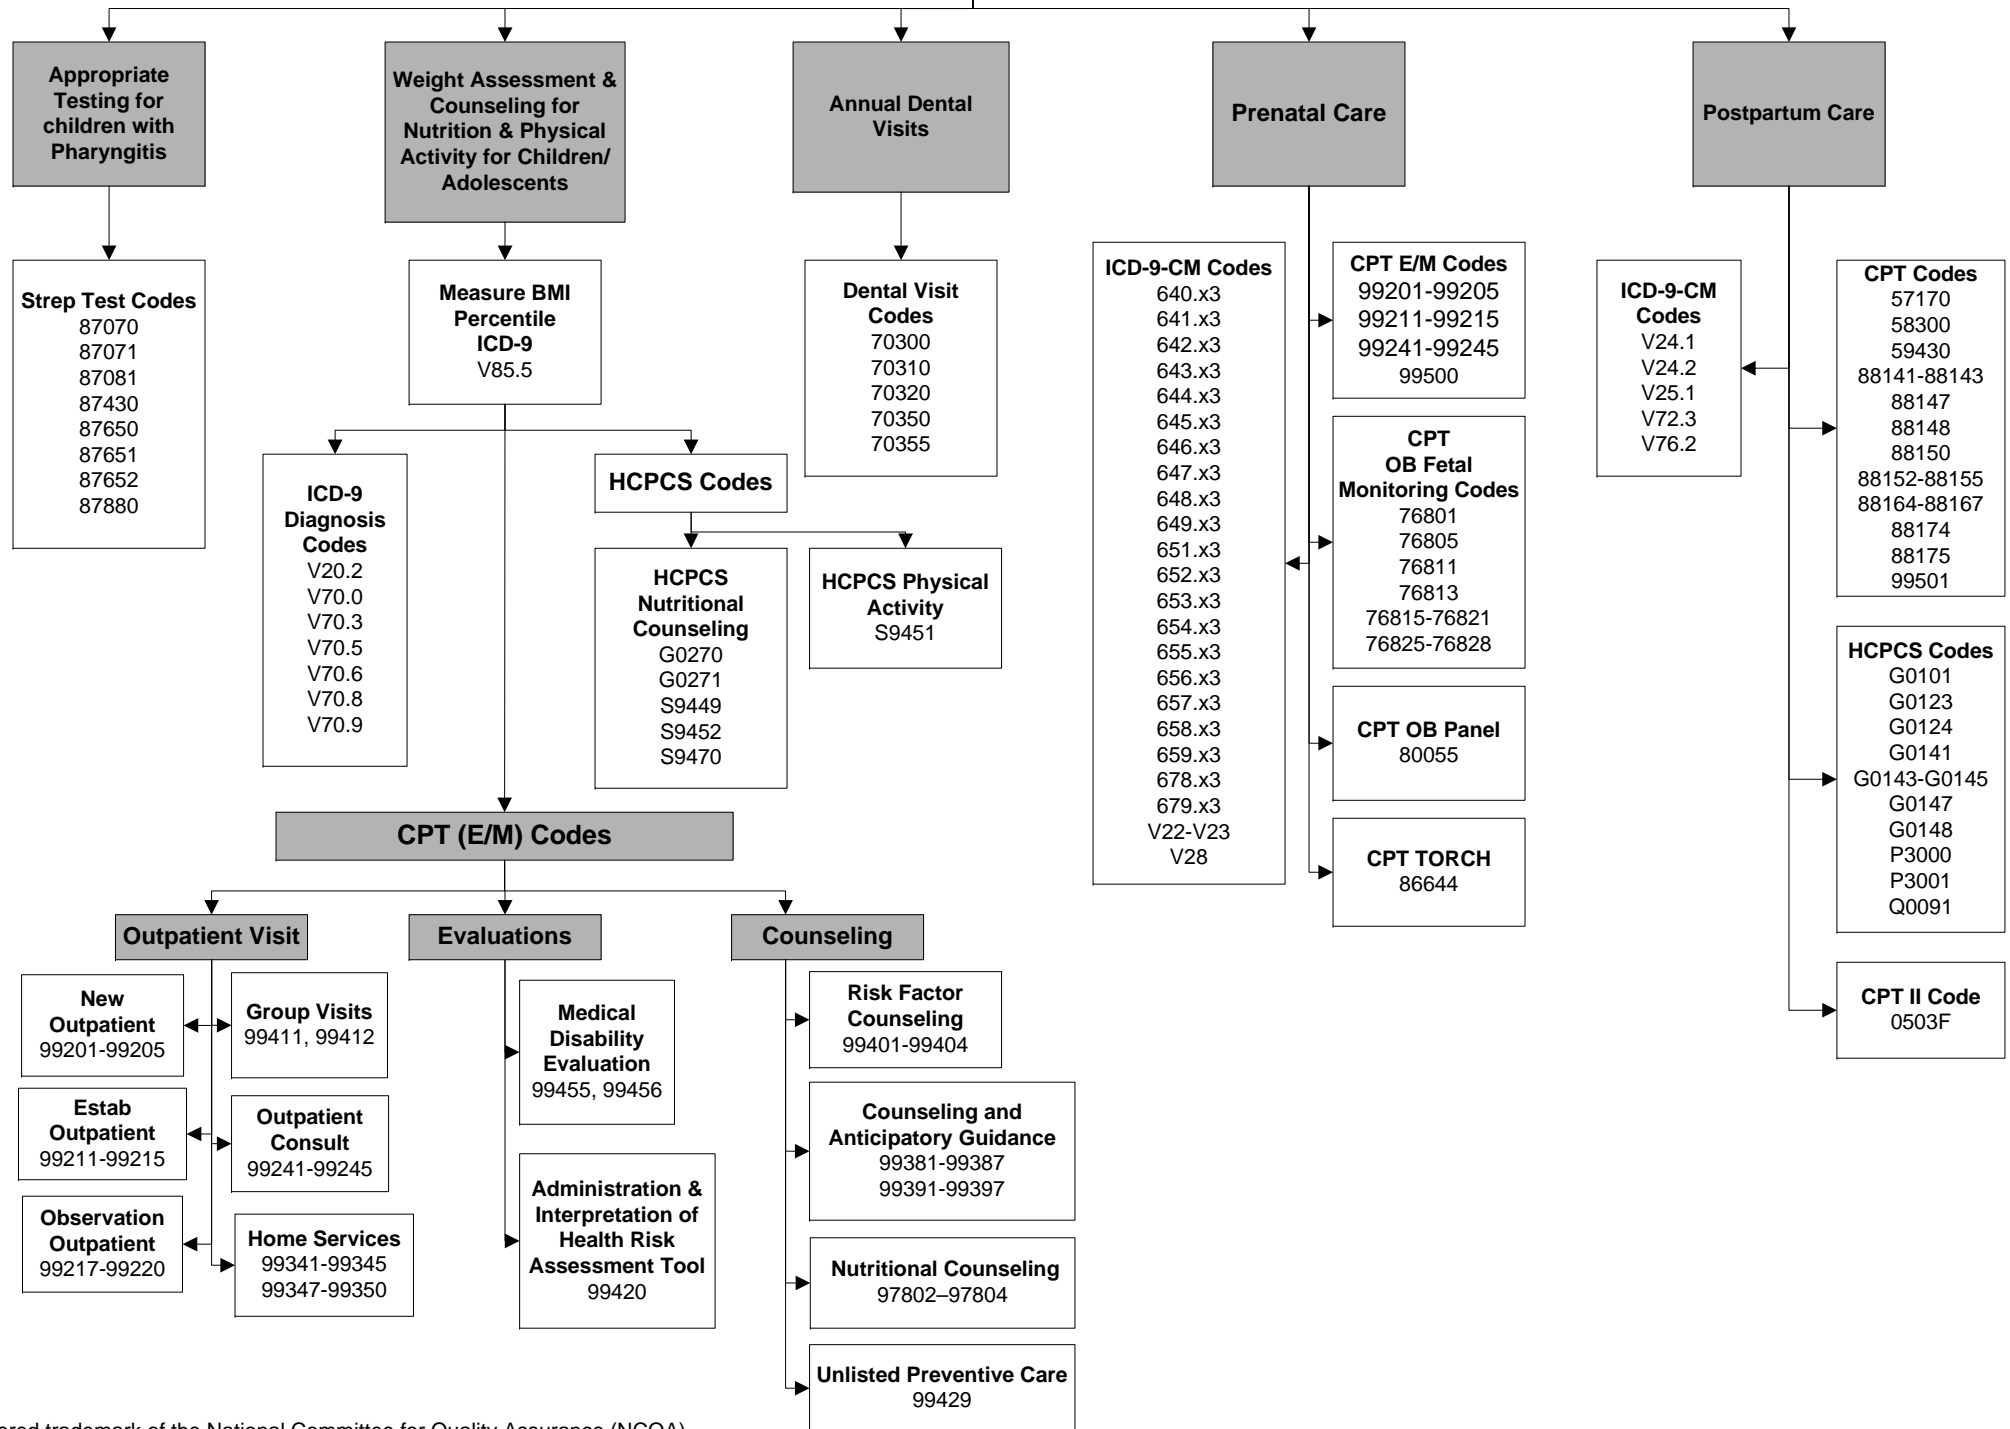 Appropriate
Testing for
children with
Pharyngitis
Strep Test Codes
87070
87071
87081
87430
87650
87651
87652
87880
Weight Assessment &
Counseling for
Nutrition & Physical
Activity for Children/
Adolescents
Measure BMI
Percentile
ICD-9
V85.5
ICD-9
Diagnosis
Codes
V20.2
V70.0
V70.3
V70.5
V70.6
V70.8
V70.9
HCPCS Codes
HCPCS
Nutritional
Counseling
G0270
G0271
S9449
S9452
S9470
HCPCS Physical
Activity
S9451
CPT (E/M) Codes
Outpatient Visit
New
Outpatient
99201-99205
Group Visits
99411, 99412
Estab
Outpatient
99211-99215
Outpatient
Consult
99241-99245
Observation
Outpatient
99217-99220
Home Services
99341-99345
99347-99350
Evaluations
Medical
Disability
Evaluation
99455, 99456
Administration &
Interpretation of
Health Risk
Assessment Tool
99420
Counseling
Risk Factor
Counseling
99401-99404
Counseling and
Anticipatory Guidance
99381-99387
99391-99397
Nutritional Counseling
97802–97804
Unlisted Preventive Care
99429
Annual Dental
Visits
Dental Visit
Codes
70300
70310
70320
70350
70355
Prenatal Care
ICD-9-CM Codes
640.x3
641.x3
642.x3
643.x3
644.x3
645.x3
646.x3
647.x3
648.x3
649.x3
651.x3
652.x3
653.x3
654.x3
655.x3
656.x3
657.x3
658.x3
659.x3
678.x3
679.x3
V22-V23
V28
CPT E/M Codes
99201-99205
99211-99215
99241-99245
99500
CPT
OB Fetal
Monitoring Codes
76801
76805
76811
76813
76815-76821
76825-76828
CPT OB Panel
80055
CPT TORCH
86644
Postpartum Care
ICD-9-CM
Codes
V24.1
V24.2
V25.1
V72.3
V76.2
CPT Codes
57170
58300
59430
88141-88143
88147
88148
88150
88152-88155
88164-88167
88174
88175
99501
HCPCS Codes
G0101
G0123
G0124
G0141
G0143-G0145
G0147
G0148
P3000
P3001
Q0091
CPT II Code
0503F
ered trademark of the National Committee for Quality Assurance (NCQA)